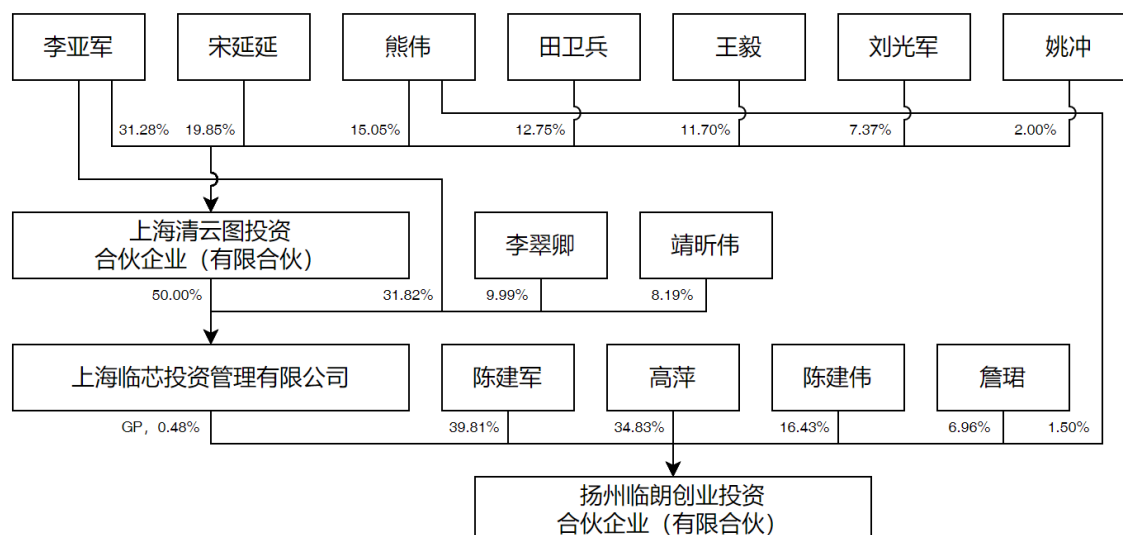 李亚军
宋延延
熊伟
田卫兵
王毅
刘光军
姚冲
31.28%
19.85%
15.05%
12.75%
11.70%
7.37%
2.00%
上海清云图投资
合伙企业（有限合伙）
李翠卿
靖昕伟
50.00%
31.82%
9.99%
8.19%
上海临芯投资管理有限公司
陈建军
高萍
陈建伟
詹珺
GP，0.48%
39.81%
34.83%
16.43%
6.96%
1.50%
扬州临朗创业投资
合伙企业（有限合伙）